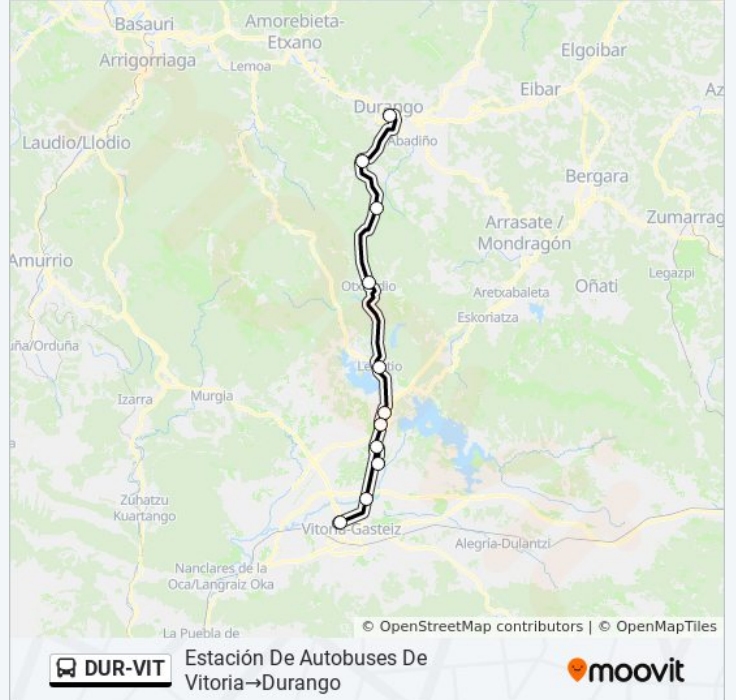 Basauri
Amorebieta-
Etxano
Arrigorriaga
Lemoa
Elgoibar
Eibar
Az
Durango
Laudio/Llodio
Abadiño
Bergara
Arrasate /
Mondragón
Zumarrag
Amurrio
Legazpi
Oñati
Aretxabaleta
Eskoriatza
uña/Orduña
Izarra
Murgia
a
Zuhatzu
Kuartango
Vitoria-Gasteiz
Alegría-Dulantzi
Nanclares de la
Oca/Langraiz Oka
La Puebla de
© OpenStreetMap contributors | © OpenMapTiles
DUR-VIT
Estación De Autobuses De
Vitoria→Durango
moovit